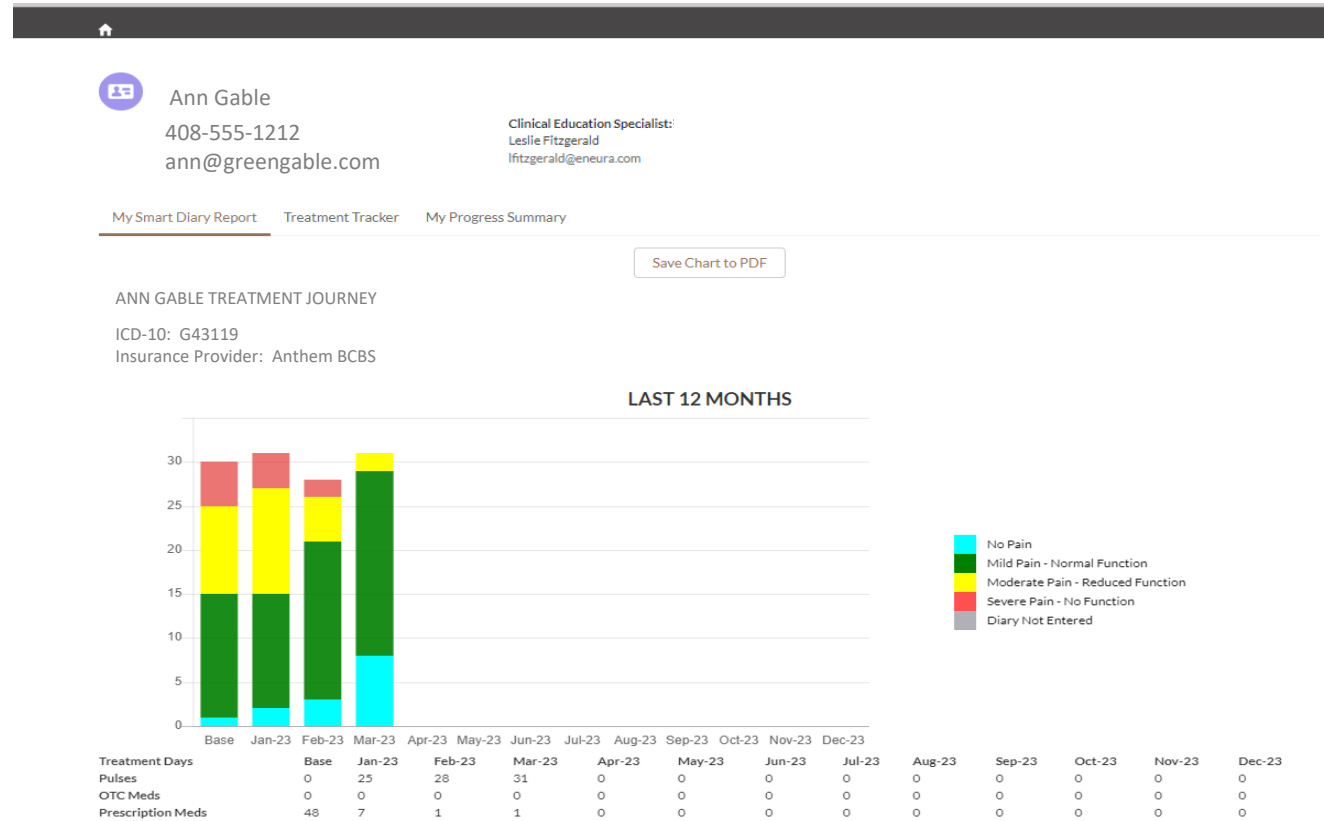 Ann Gable
408-555-1212
ann@greengable.com
Clinical Education Specialist:
Leslie Fitzgerald
lfitzgerald@eneura.com
My Smart Diary Report Treatment Tracker My Progress Summary
Save Chart to PDF
ANN GABLE TREATMENT JOURNEY
ICD-10: G43119
Insurance Provider: Anthem BCBS
LAST 12 MONTHS
30
25
20
15
10
5
0
No Pain
Mild Pain - Normal Function
Moderate Pain - Reduced Function
Severe Pain - No Function
Diary Not Entered
Base Jan-23 Feb-23 Mar-23 Apr-23 May-23 Jun-23 Jul-23 Aug-23 Sep-23 Oct-23 Nov-23 Dec-23
Treatment Days Base Jan-23 Feb-23 Mar-23 Apr-23 May-23 Jun-23 Jul-23 Aug-23 Sep-23 Oct-23 Nov-23 Dec-23
Pulses 0 25 28 31 0 0 0 0 0 0 0 0 0
OTC Meds 0 0 0 0 0 0 0 0 0 0 0 0 0
Prescription Meds 48 7 1 1 0 0 0 0 0 0 0 0 0